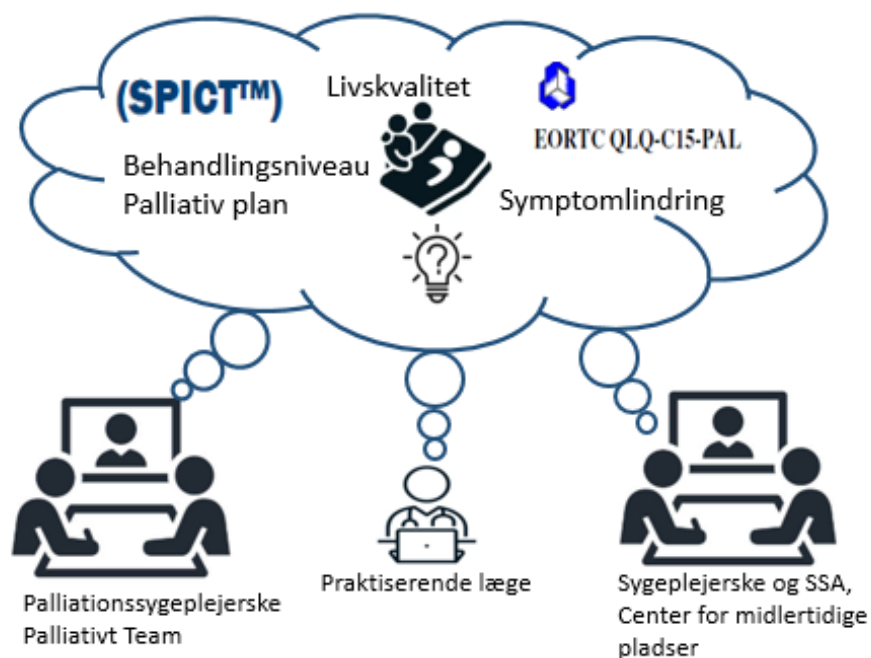 (SPICT™)
Livskvalitet
EORTC QLQ-C15-PAL
Behandlingsniveau
Palliativ plan
Symptomlindring
?
Palliationssygeplejerske
Palliativt Team
Praktiserende læge
Sygeplejerske og SSA,
Center for midlertidige
pladser